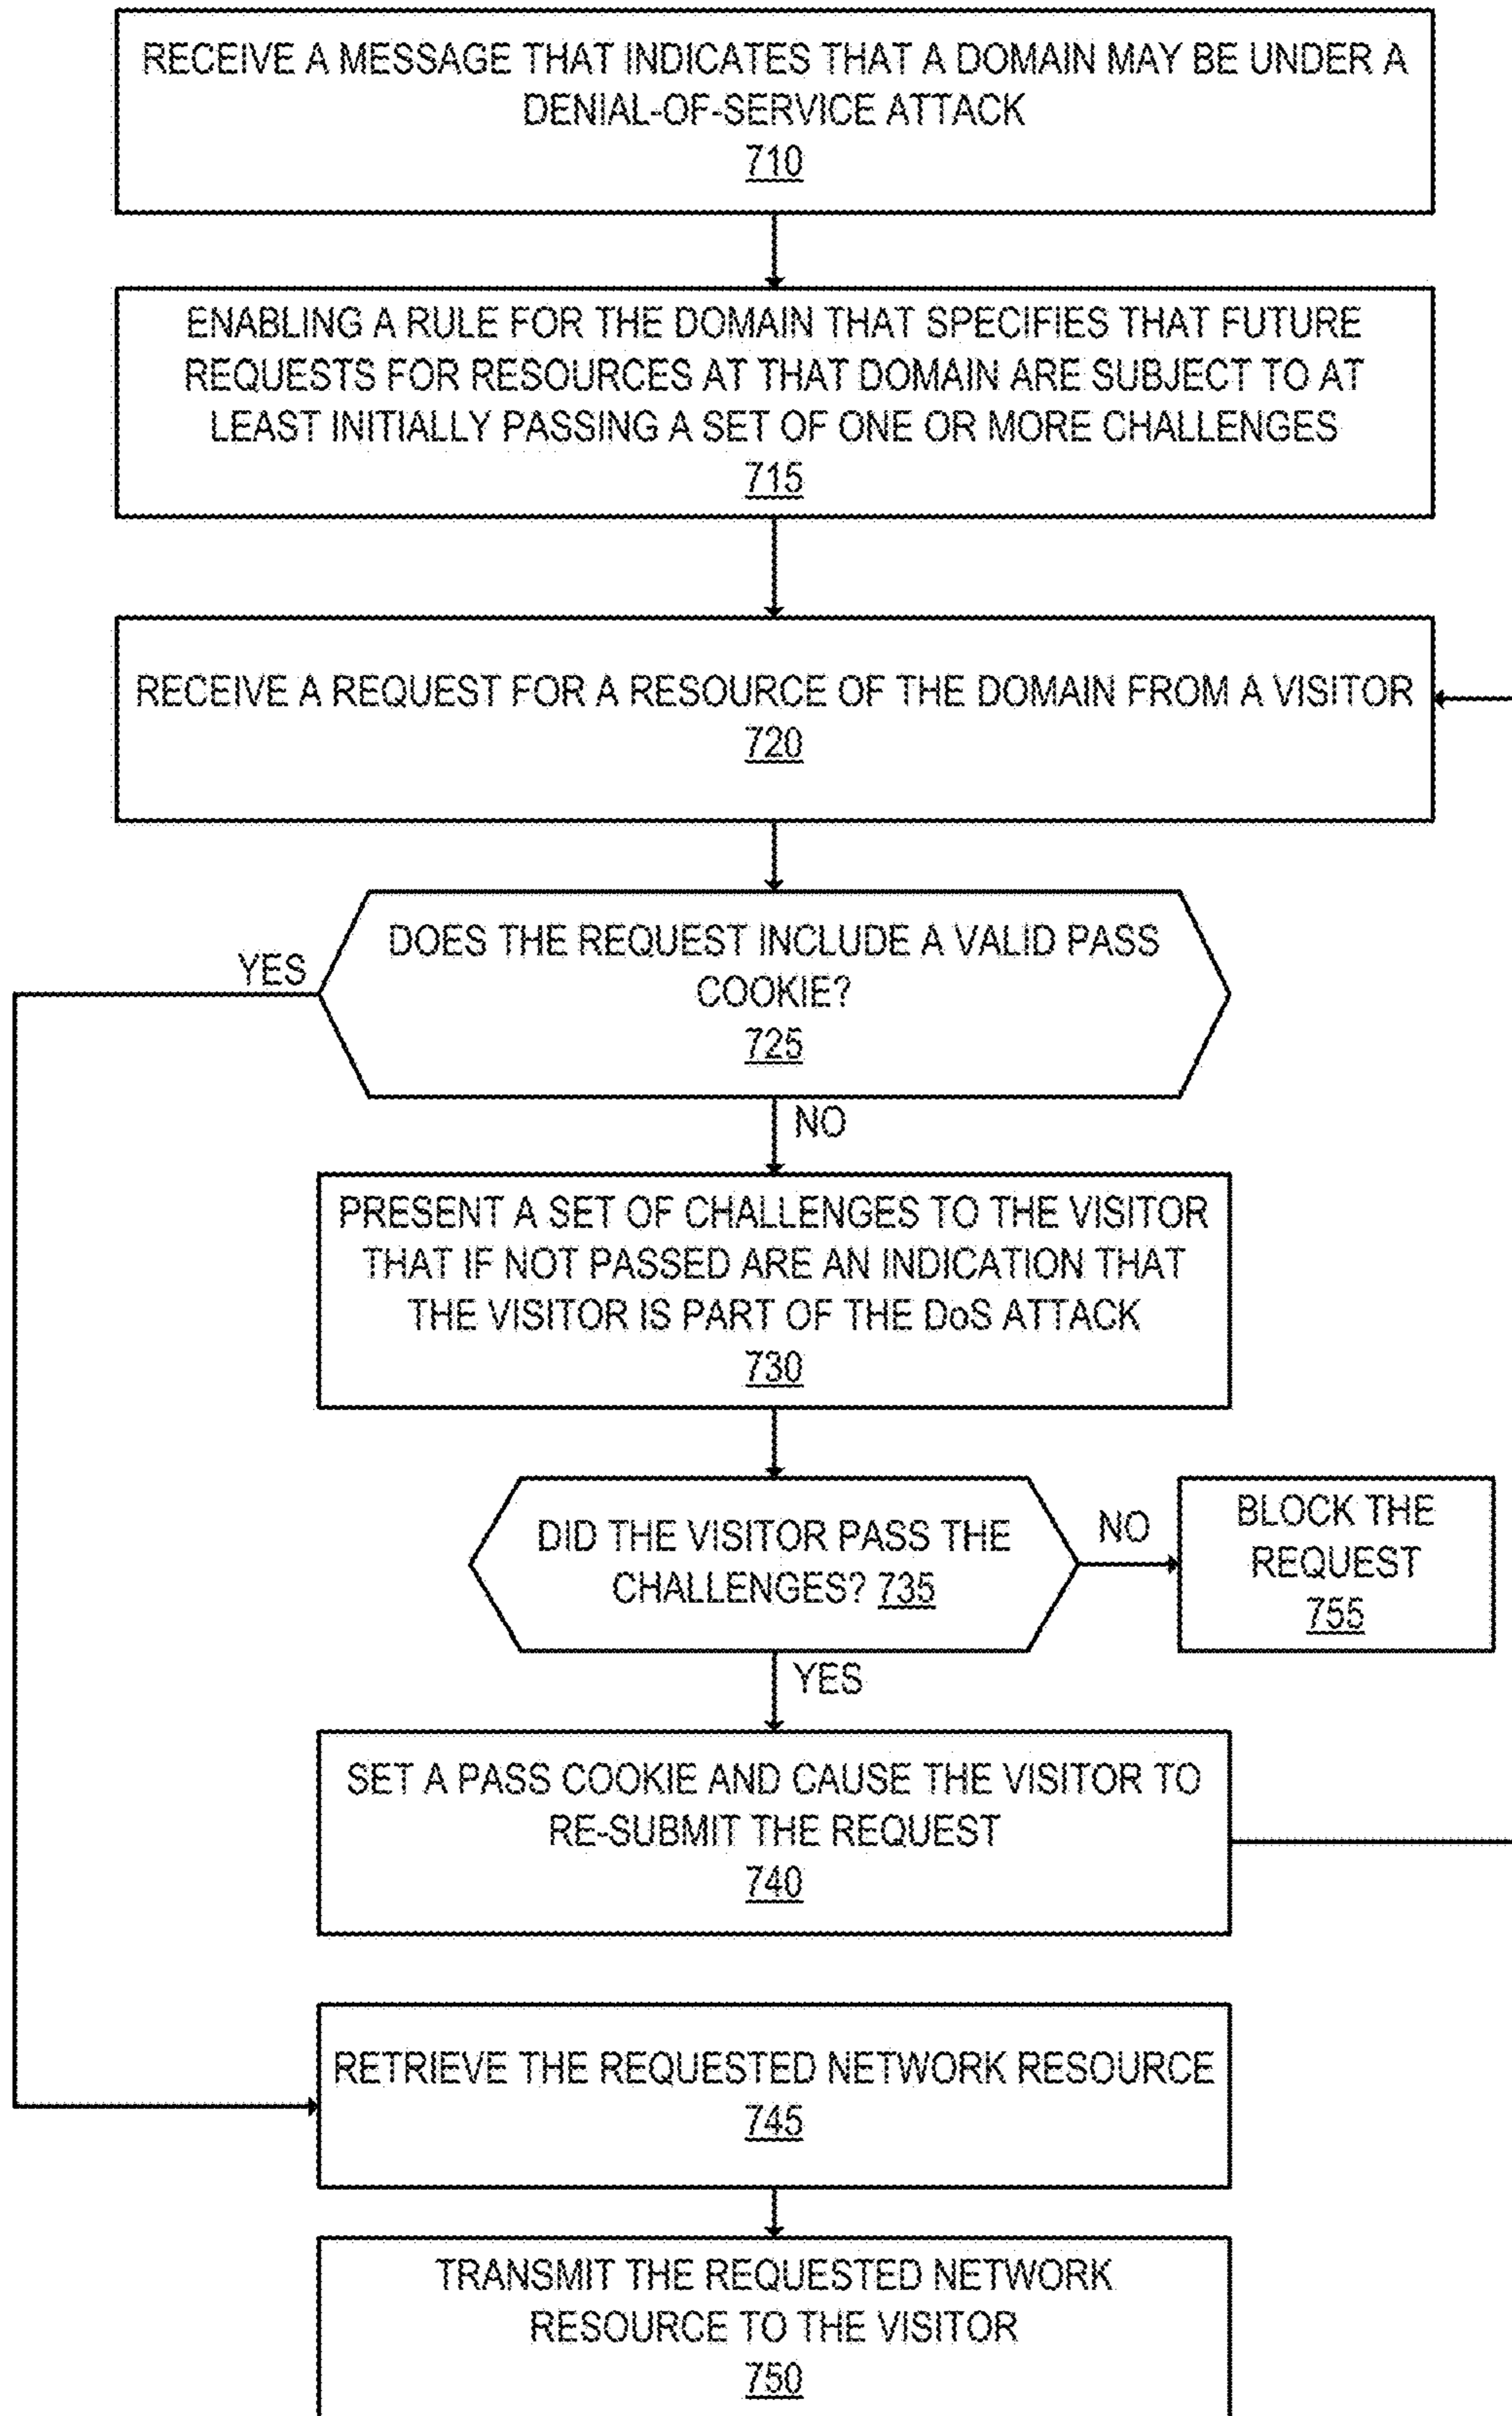 RECEIVE A MESSAGE THAT INDICATES THAT A DOMAIN MAY BE UNDER A
DENIAL-OF-SERVICE ATTACK
710
ENABLING A RULE FOR THE DOMAIN THAT SPECIFIES THAT FUTURE
REQUESTS FOR RESOURCES AT THAT DOMAIN ARE SUBJECT TO AT
LEAST INITIALLY PASSING A SET OF ONE OR MORE CHALLENGES
715
RECEIVE A REQUEST FOR A RESOURCE OF THE DOMAIN FROM A VISITOR
720
DOES THE REQUEST INCLUDE A VALID PASS
COOKIE?
725
YES
NO
PRESENT A SET OF CHALLENGES TO THE VISITOR
THAT IF NOT PASSED ARE AN INDICATION THAT
THE VISITOR IS PART OF THE DoS ATTACK
730
DID THE VISITOR PASS THE
CHALLENGES? 735
NO
BLOCK THE
REQUEST
755
YES
SET A PASS COOKIE AND CAUSE THE VISITOR TO
RE-SUBMIT THE REQUEST
740
RETRIEVE THE REQUESTED NETWORK RESOURCE
745
TRANSMIT THE REQUESTED NETWORK
RESOURCE TO THE VISITOR
750